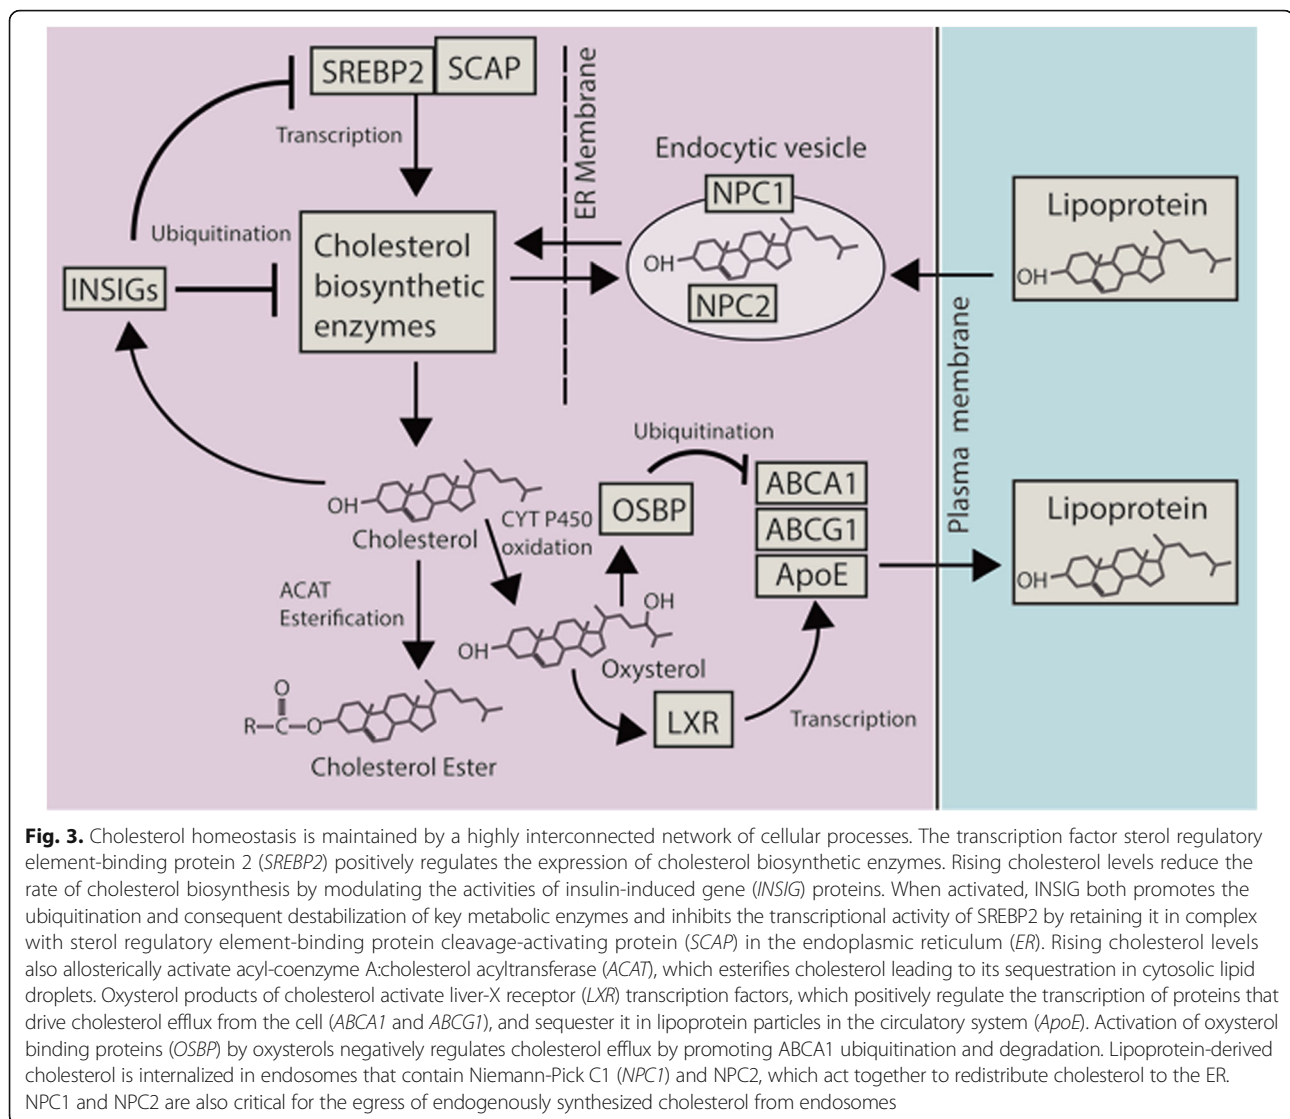 SREBP2
SCAP
Transcription
ER Membrane
Endocytic vesicle
NPC1
OH
NPC2
Lipoprotein
OH
Ubiquitination
INSIGs
Cholesterol
biosynthetic
enzymes
Plasma membrane
Ubiquitination
OH
Cholesterol
CYT P450
oxidation
OSBP
ABCA1
ABCG1
ApoE
Lipoprotein
OH
ACAT
Esterification
OH
OH
Oxysterol
LXR
Transcription
O
R-C-O
Cholesterol Ester
Fig. 3. Cholesterol homeostasis is maintained by a highly interconnected network of cellular processes. The transcription factor sterol regulatory
element-binding protein 2 (SREBP2) positively regulates the expression of cholesterol biosynthetic enzymes. Rising cholesterol levels reduce the
rate of cholesterol biosynthesis by modulating the activities of insulin-induced gene (INSIG) proteins. When activated, INSIG both promotes the
ubiquitination and consequent destabilization of key metabolic enzymes and inhibits the transcriptional activity of SREBP2 by retaining it in complex
with sterol regulatory element-binding protein cleavage-activating protein (SCAP) in the endoplasmic reticulum (ER). Rising cholesterol levels
also allosterically activate acyl-coenzyme A:cholesterol acyltransferase (ACAT), which esterifies cholesterol leading to its sequestration in cytosolic lipid
droplets. Oxysterol products of cholesterol activate liver-X receptor (LXR) transcription factors, which positively regulate the transcription of proteins that
drive cholesterol efflux from the cell (ABCA1 and ABCG1), and sequester it in lipoprotein particles in the circulatory system (ApoE). Activation of oxysterol
binding proteins (OSBP) by oxysterols negatively regulates cholesterol efflux by promoting ABCA1 ubiquitination and degradation. Lipoprotein-derived
cholesterol is internalized in endosomes that contain Niemann-Pick C1 (NPC1) and NPC2, which act together to redistribute cholesterol to the ER.
NPC1 and NPC2 are also critical for the egress of endogenously synthesized cholesterol from endosomes